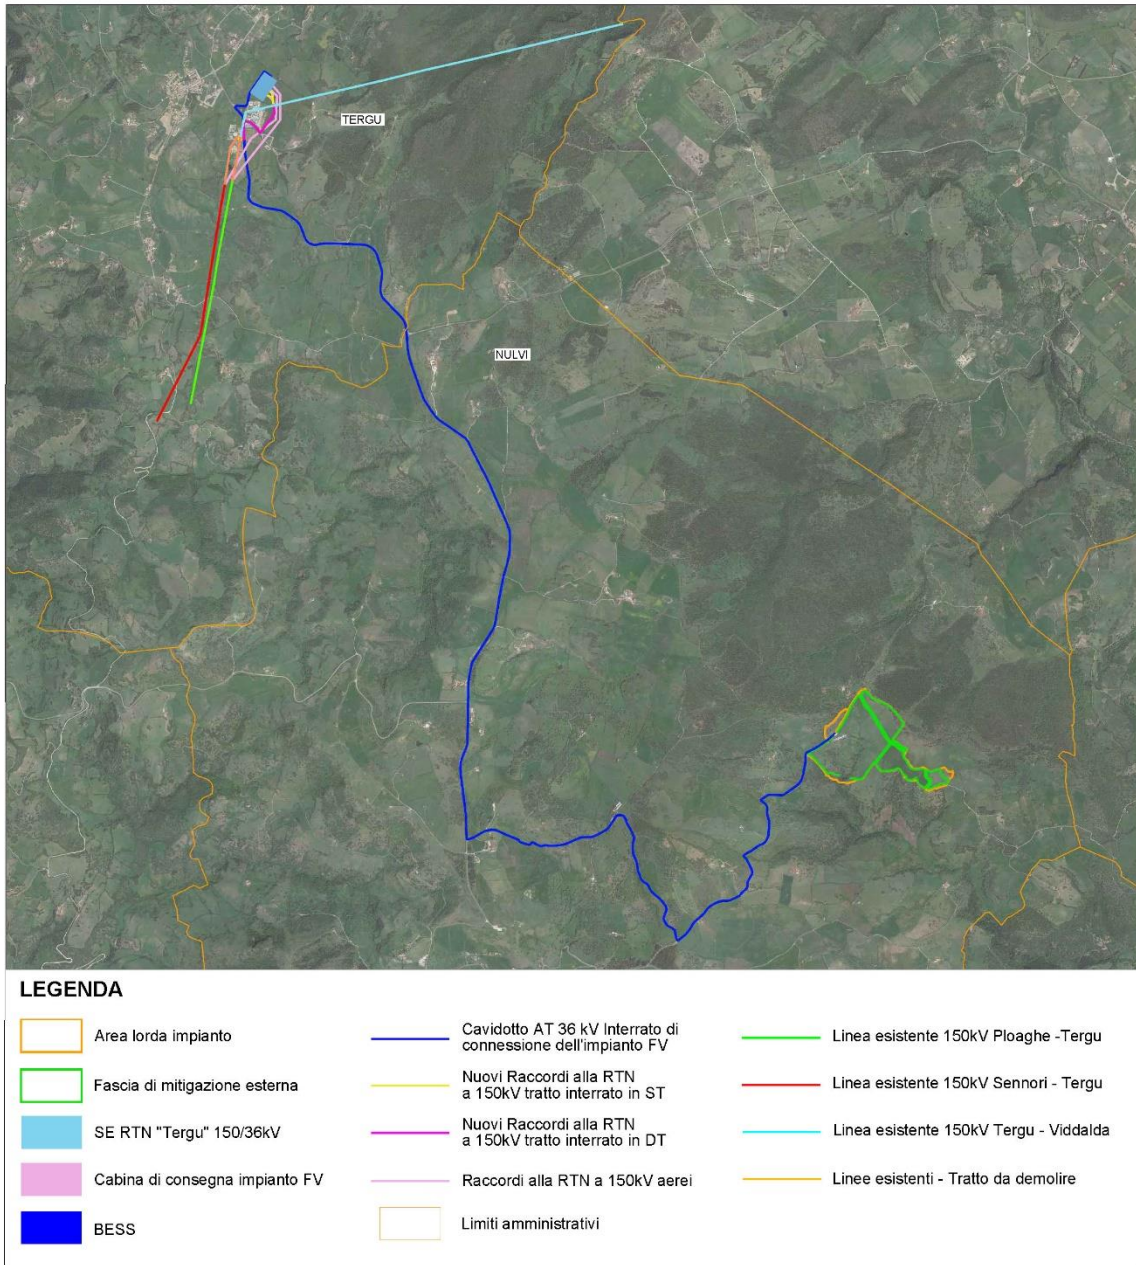 TERGU
NULVI
LEGENDA
Area lorda impianto
Fascia di mitigazione esterna
SE RTN "Tergu" 150/36kV
Cabina di consegna impianto FV
BESS
Cavidotto AT 36 kV Interrato di
connessione dell'impianto FV
Nuovi Raccordi alla RTN
a 150kV tratto interrato in ST
Nuovi Raccordi alla RTN
a 150kV tratto interrato in DT
Raccordi alla RTN a 150kV aerei
Limiti amministrativi
Linea esistente 150kV Ploaghe -Tergu
Linea esistente 150kV Sennori - Tergu
Linea esistente 150kV Tergu - Viddalda
Linee esistenti - Tratto da demolire